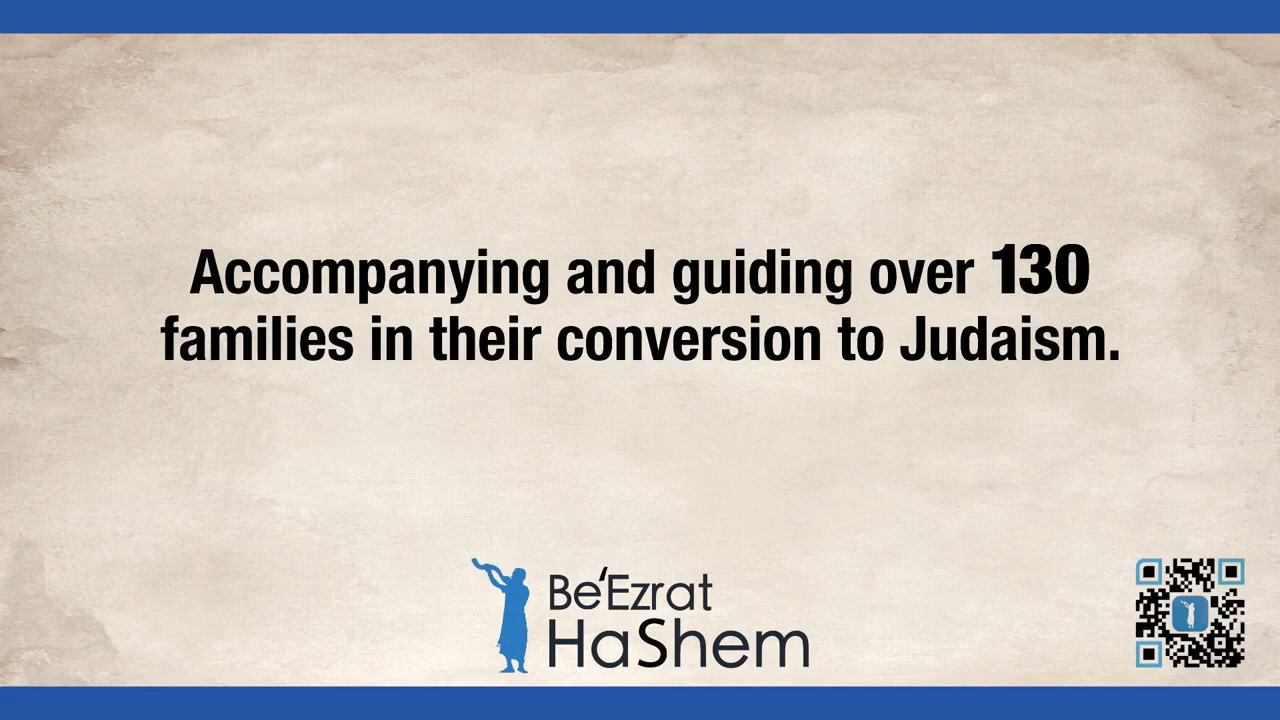 Accompanying and guiding over 130
families in their conversion to Judaism.
Be'Ezrat
HaShem